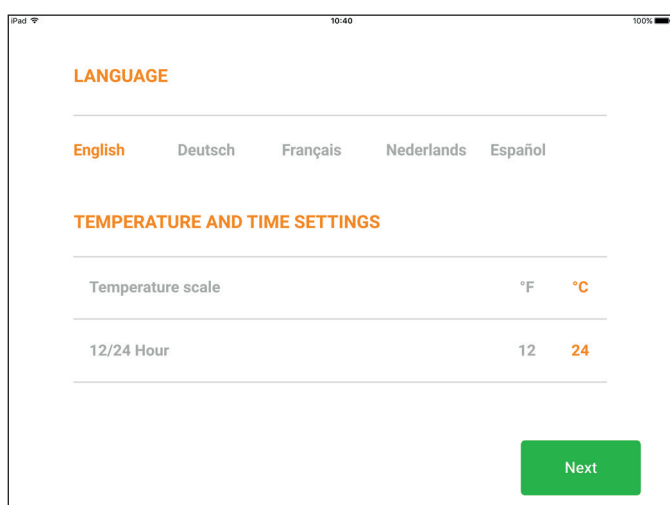 iPad 10:40 100%
LANGUAGE
English Deutsch Français Nederlands Español
TEMPERATURE AND TIME SETTINGS
Temperature scale °F °C
12/24 Hour 12 24
Next